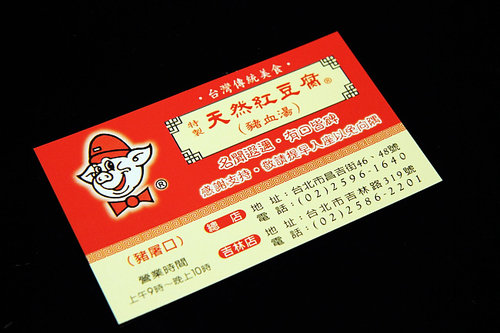 ·台灣傳統美食·
特製 天然紅豆腐®
(豬血湯)
名聞遐邇·有口皆碑
感謝支持·敬請提早入座以免向隅
®
總店 地址:台北市昌吉街46、48號
電話:(02)2596-1640
吉林店 地址:台北市吉林路319號
電話:(02)2586-2201
(豬屠口)
營業時間
上午9時~晚上10時